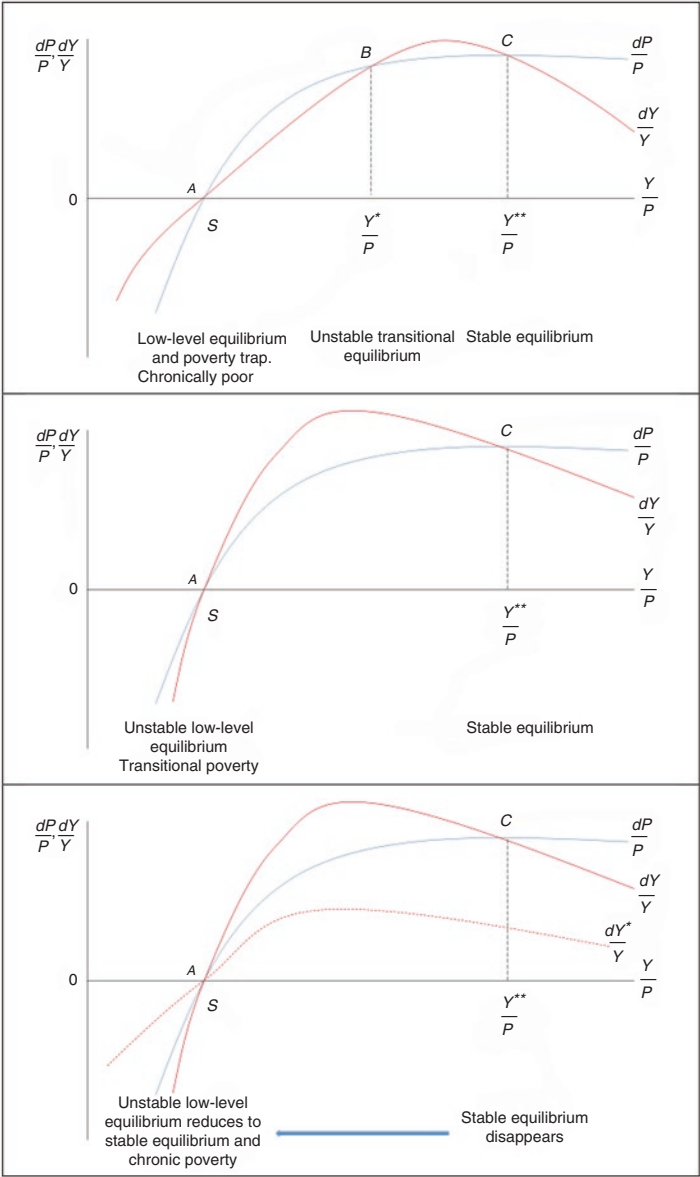 dP/P, dY/Y
B
C
dP/P
dY/Y
A
0
Y/P
S
Y*/P
Y**/P
Low-level equilibrium
and poverty trap.
Chronically poor
Unstable transitional
equilibrium
Stable equilibrium
dP/P, dY/Y
C
dP/P
dY/Y
A
0
Y/P
S
Y**/P
Unstable low-level
equilibrium
Transitional poverty
Stable equilibrium
dP/P, dY/Y
C
dP/P
dY/Y
dY*/Y
A
0
Y/P
S
Y**/P
Unstable low-level
equilibrium reduces to
stable equilibrium and
chronic poverty
Stable equilibrium
disappears